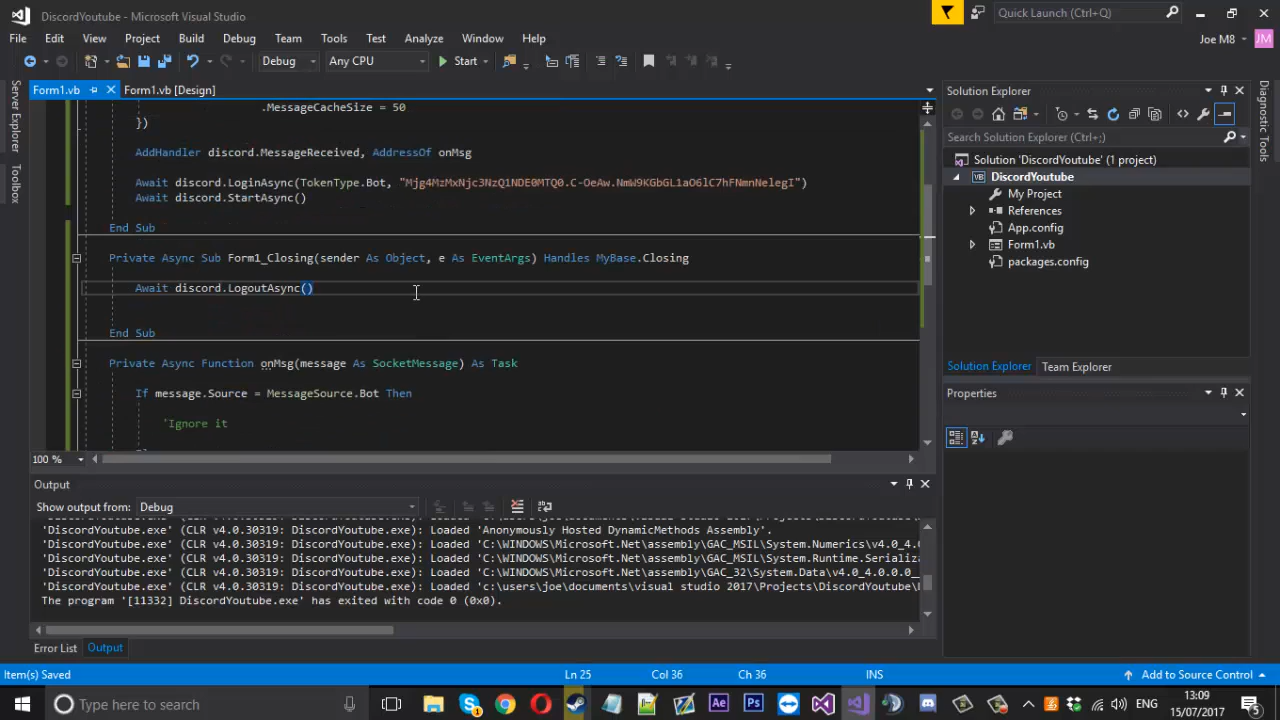 DiscordYoutube - Microsoft Visual Studio
Quick Launch (Ctrl+Q)
File Edit View Project Build Debug Team Tools Test Analyze Window Help
Joe M8 JM
Debug Any CPU Start
Form1.vb Form1.vb [Design]
.MessageCacheSize = 50
})
AddHandler discord.MessageReceived, AddressOf onMsg
Await discord.LoginAsync(TokenType.Bot, "Mjg4MzMxNjc3NzQ1NDE0MTQ0.C-OeAw.NmW9KGbGL1aO6lC7hFNmnNelegI")
Await discord.StartAsync()
End Sub
Private Async Sub Form1_Closing(sender As Object, e As EventArgs) Handles MyBase.Closing
Await discord.LogoutAsync()
End Sub
Private Async Function onMsg(message As SocketMessage) As Task
If message.Source = MessageSource.Bot Then
'Ignore it
100 %
Server Explorer
Toolbox
Solution Explorer
Search Solution Explorer (Ctrl+;)
Solution 'DiscordYoutube' (1 project)
DiscordYoutube
My Project
References
App.config
Form1.vb
packages.config
Solution Explorer Team Explorer
Properties
Diagnostic Tools
Output
Show output from: Debug
'DiscordYoutube.exe' (CLR v4.0.30319: DiscordYoutube.exe): Loaded 'Anonymously Hosted DynamicMethods Assembly'.
'DiscordYoutube.exe' (CLR v4.0.30319: DiscordYoutube.exe): Loaded 'C:\WINDOWS\Microsoft.Net\assembly\GAC_MSIL\System.Numerics\v4.0_4.0
'DiscordYoutube.exe' (CLR v4.0.30319: DiscordYoutube.exe): Loaded 'C:\WINDOWS\Microsoft.Net\assembly\GAC_MSIL\System.Runtime.Serializa
'DiscordYoutube.exe' (CLR v4.0.30319: DiscordYoutube.exe): Loaded 'C:\WINDOWS\Microsoft.Net\assembly\GAC_32\System.Data\v4.0_4.0.0.0__
'DiscordYoutube.exe' (CLR v4.0.30319: DiscordYoutube.exe): Loaded 'C:\users\joe\documents\visual studio 2017\Projects\DiscordYoutube\
The program '[11332] DiscordYoutube.exe' has exited with code 0 (0x0).
Error List Output
Item(s) Saved Ln 25 Col 36 Ch 36 INS Add to Source Control
Type here to search
ENG
13:09
15/07/2017
5